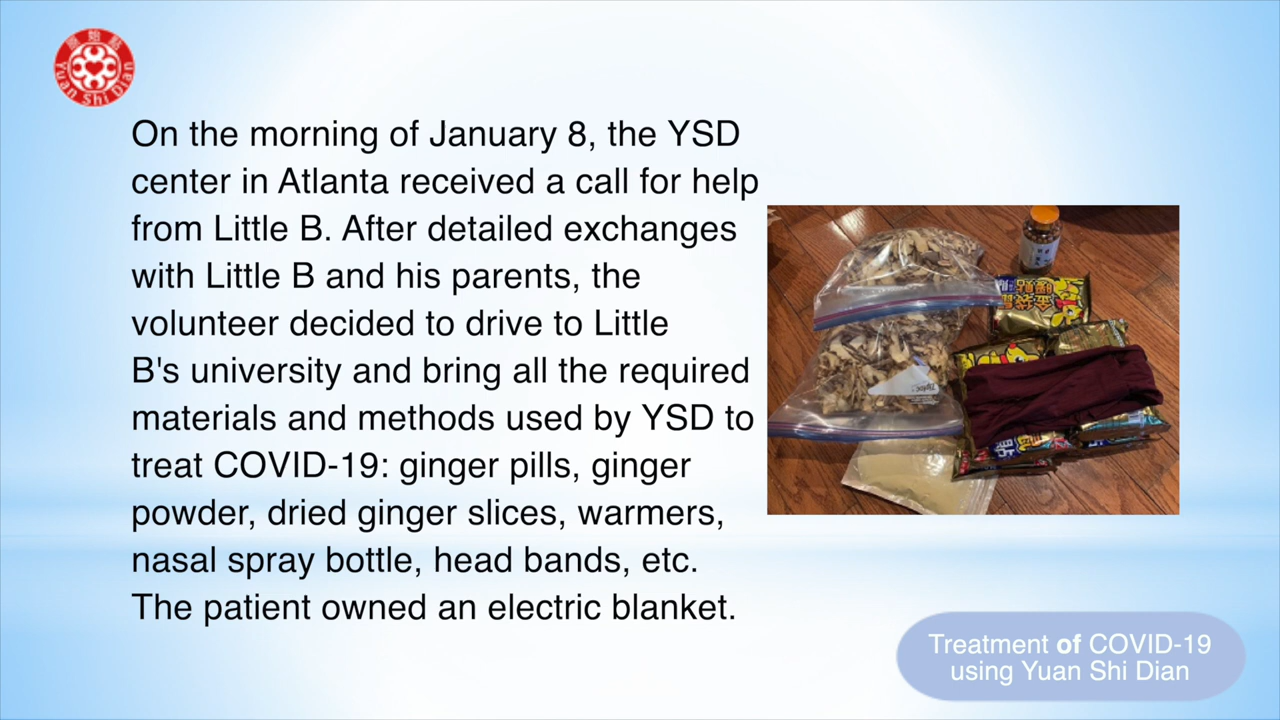 原始點
Yuan Shi Dian
On the morning of January 8, the YSD
center in Atlanta received a call for help
from Little B. After detailed exchanges
with Little B and his parents, the
volunteer decided to drive to Little
B's university and bring all the required
materials and methods used by YSD to
treat COVID-19: ginger pills, ginger
powder, dried ginger slices, warmers,
nasal spray bottle, head bands, etc.
The patient owned an electric blanket.
Ziploc
Treatment of COVID-19
using Yuan Shi Dian